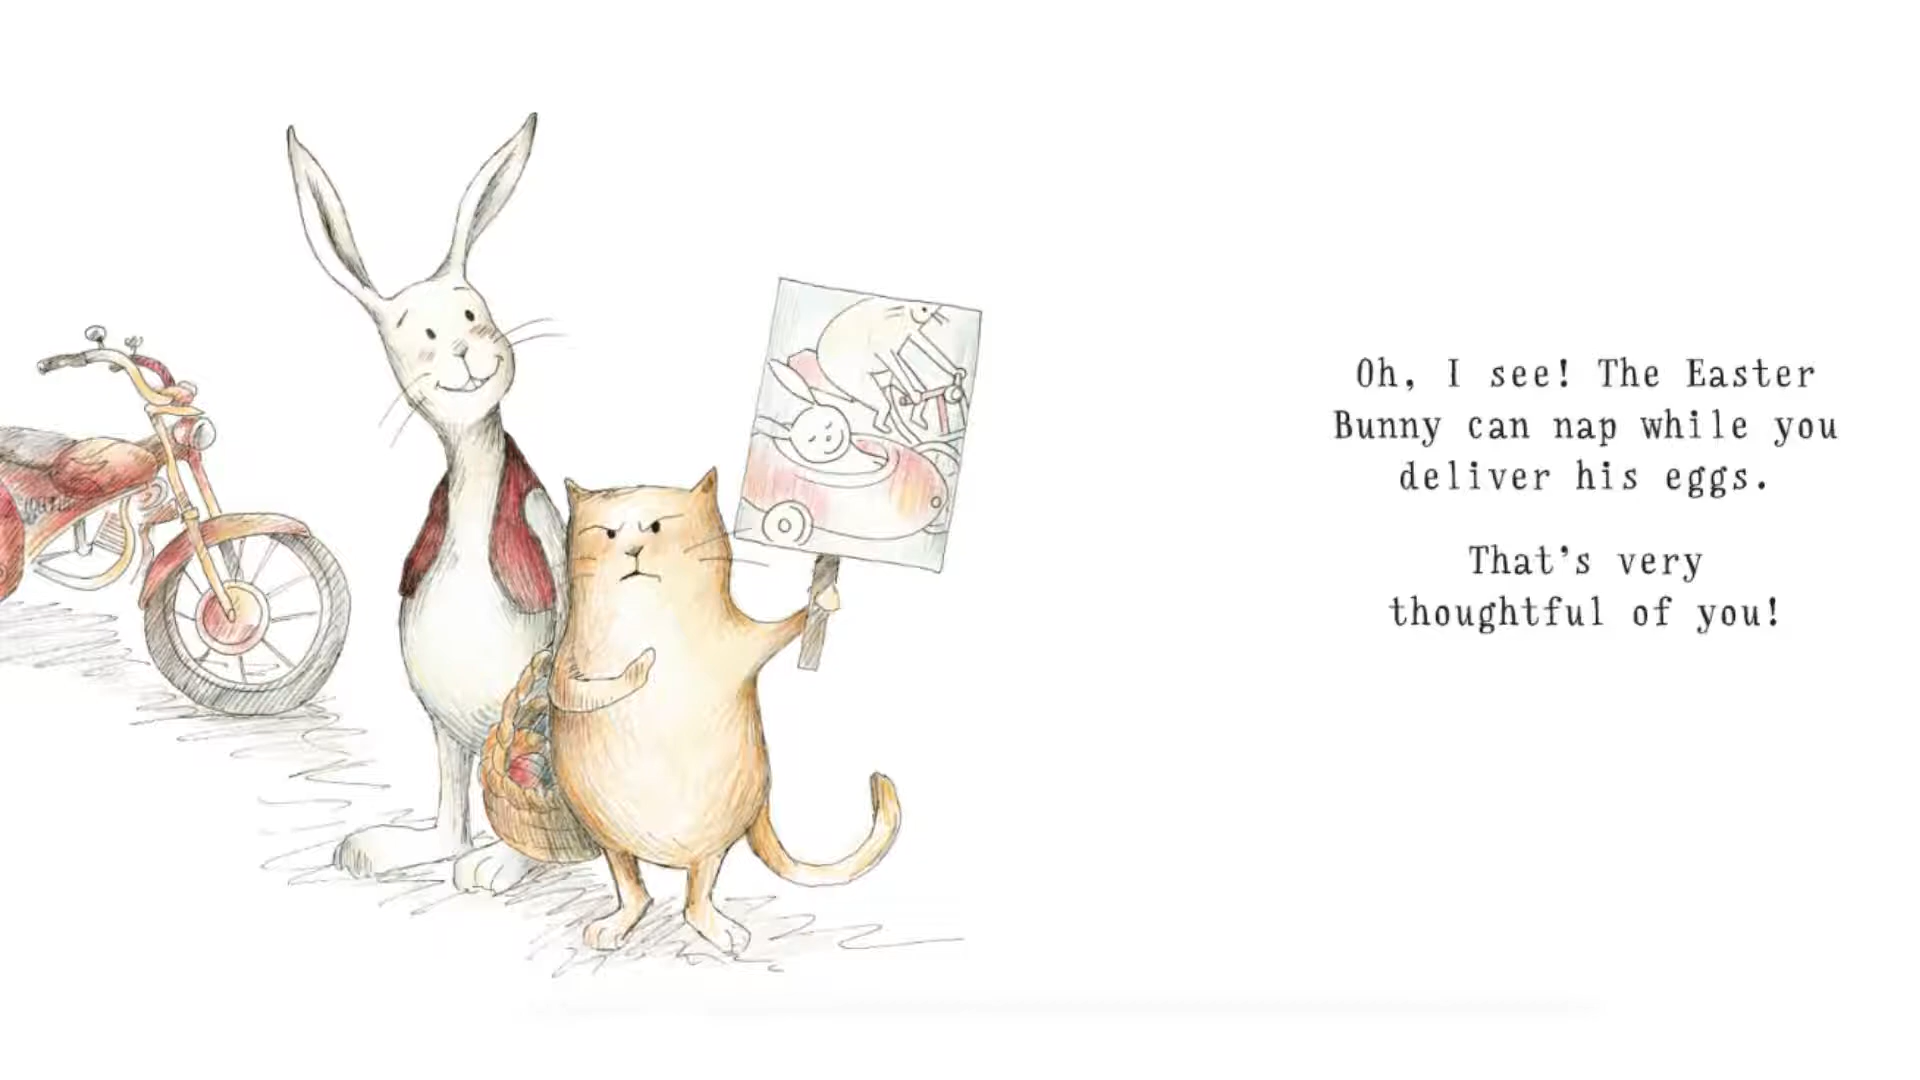 Oh, I see! The Easter
Bunny can nap while you
deliver his eggs.
That's very
thoughtful of you!